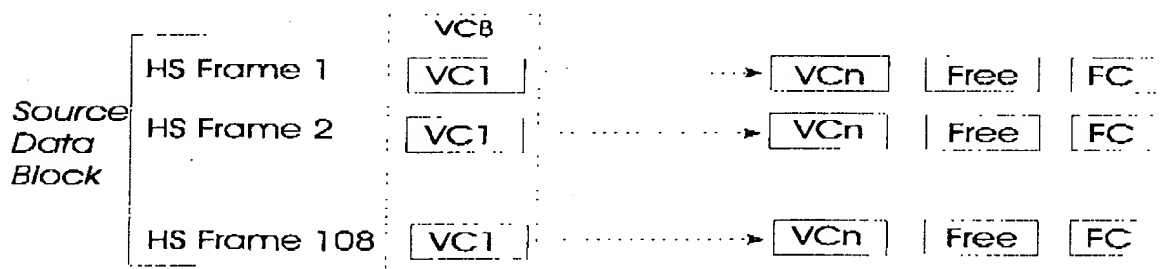 VCB
HS Frame 1 VC1 VCn Free FC
Source
Data
Block
HS Frame 2 VC1 VCn Free FC
HS Frame 108 VC1 VCn Free FC